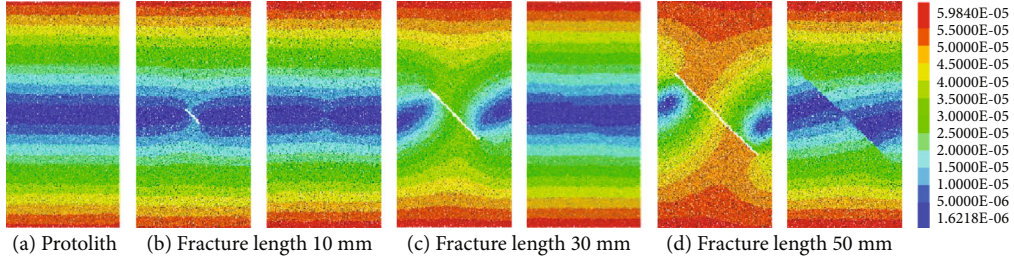 5.9840E-05
5.5000E-05
5.0000E-05
4.5000E-05
4.0000E-05
3.5000E-05
3.0000E-05
2.5000E-05
2.0000E-05
1.5000E-05
1.0000E-05
5.0000E-06
1.6218E-06
(a) Protolith (b) Fracture length 10 mm (c) Fracture length 30 mm (d) Fracture length 50 mm